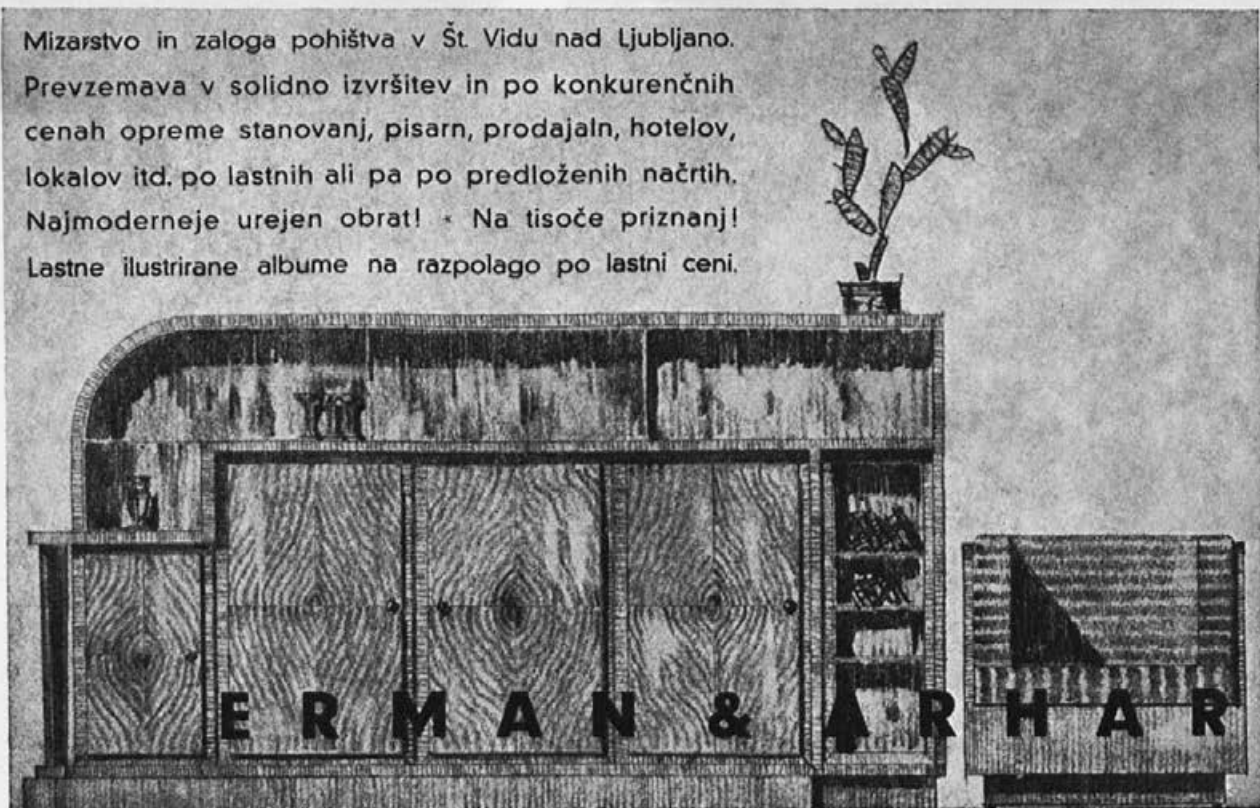 Mizarstvo in zaloga pohištva v Št. Vidu nad Ljubljano.
Prevzemava v solidno izvršitev in po konkurenčnih
cenah opreme stanovanj, pisarn, prodajaln, hotelov,
lokalov itd. po lastnih ali pa po predloženih načrtih.
Najmoderneje urejen obrat! * Na tisoče priznanj!
Lastne ilustrirane albume na razpolago po lastni ceni.
ERMAN & ARHAR